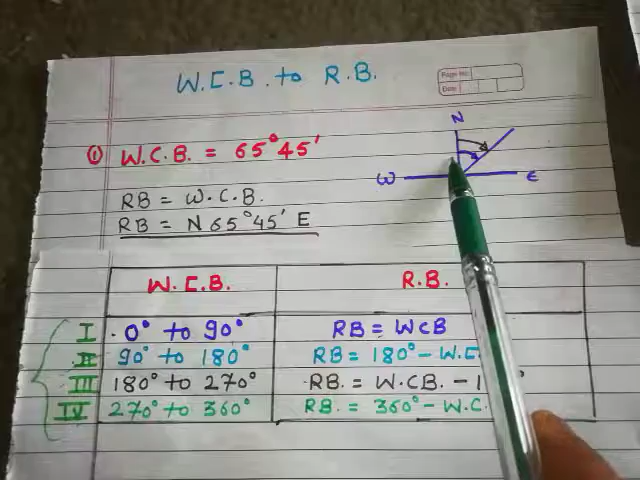 W.C.B. to R.B.
Page No:
Date:
① W.C.B. = 65°45'
N
W E
RB = W.C.B.
RB = N 65°45' E
W.C.B. R.B.
I 0° to 90° RB = WCB
II 90° to 180° RB = 180° - W.C
III 180° to 270° RB. = W.CB. - 1 °
IV 270° to 360° RB. = 360° - W.C.